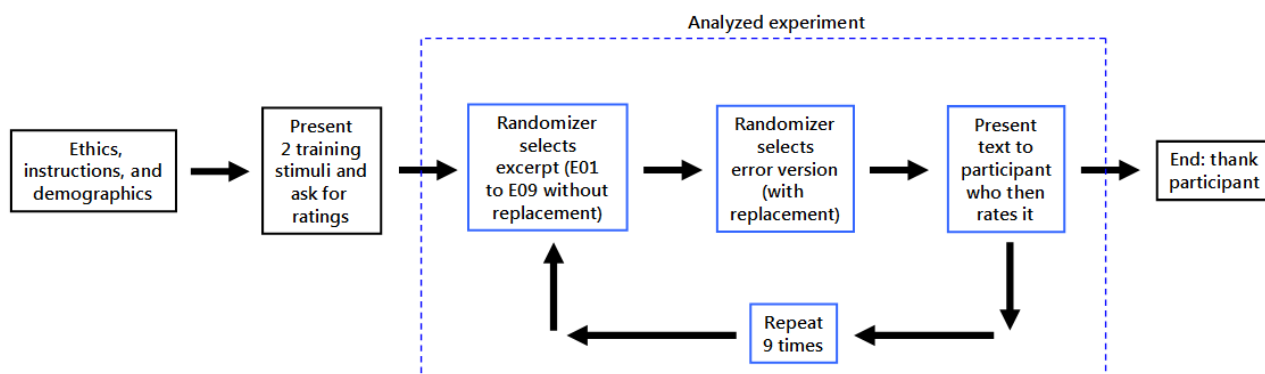 Analyzed experiment
Ethics,
instructions, and
demographics
Present
2 training
stimuli and
ask for
ratings
Randomizer
selects
excerpt (E01
to E09 without
replacement)
Randomizer
selects
error version
(with
replacement)
Present
text to
participant
who then
rates it
End: thank
participant
Repeat
9 times